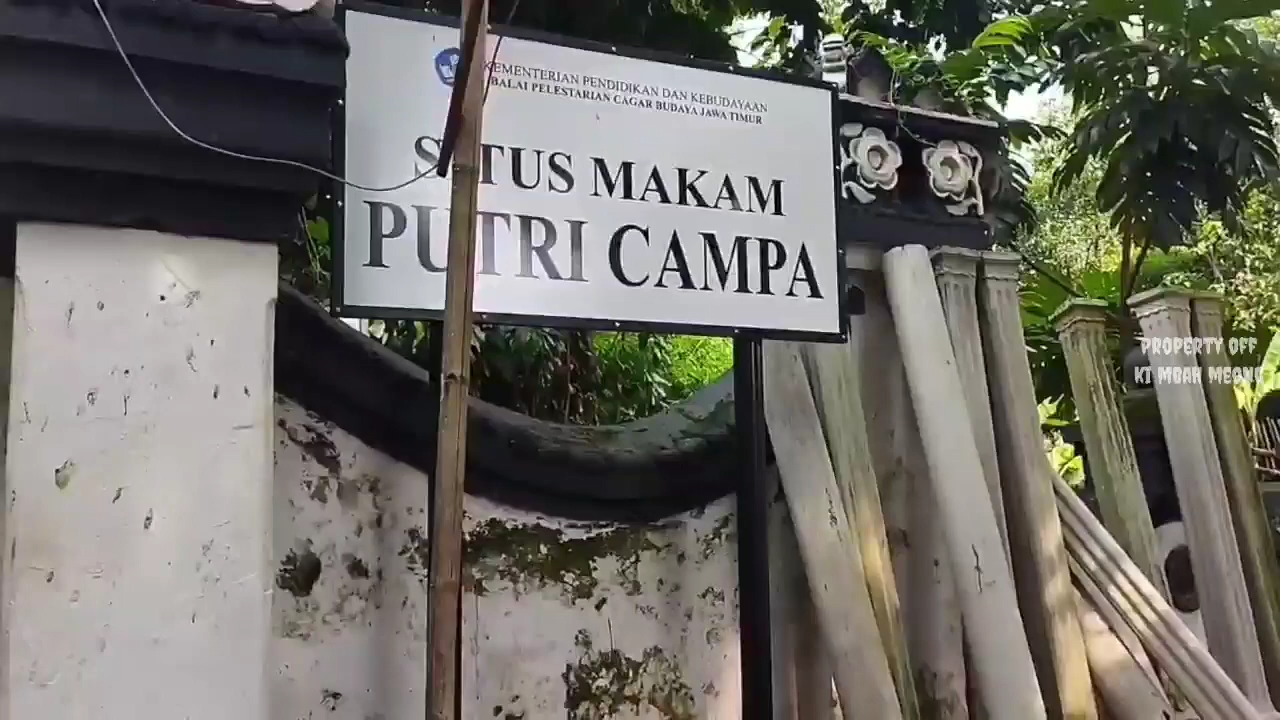 KEMENTERIAN PENDIDIKAN DAN KEBUDAYAAN
BALAI PELESTARIAN CAGAR BUDAYA JAWA TIMUR
SITUS MAKAM
PUTRI CAMPA
PROPERTY OFF
KI MBAH MEONG